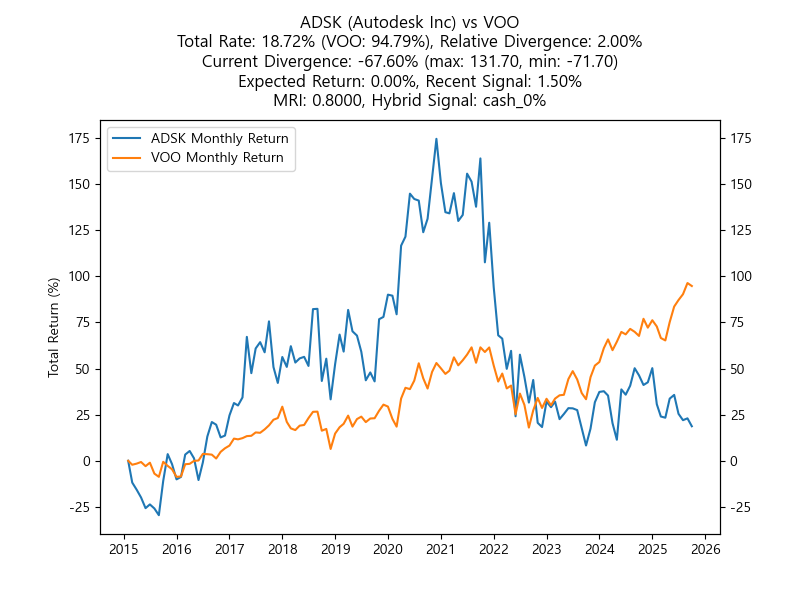 ADSK (Autodesk Inc) vs VOO
Total Rate: 18.72% (VOO: 94.79%), Relative Divergence: 2.00%
Current Divergence: -67.60% (max: 131.70, min: -71.70)
Expected Return: 0.00%, Recent Signal: 1.50%
MRI: 0.8000, Hybrid Signal: cash_0%
ADSK Monthly Return
VOO Monthly Return
Total Return (%)
175
150
125
100
75
50
25
0
-25
175
150
125
100
75
50
25
0
-25
2015 2016 2017 2018 2019 2020 2021 2022 2023 2024 2025 2026